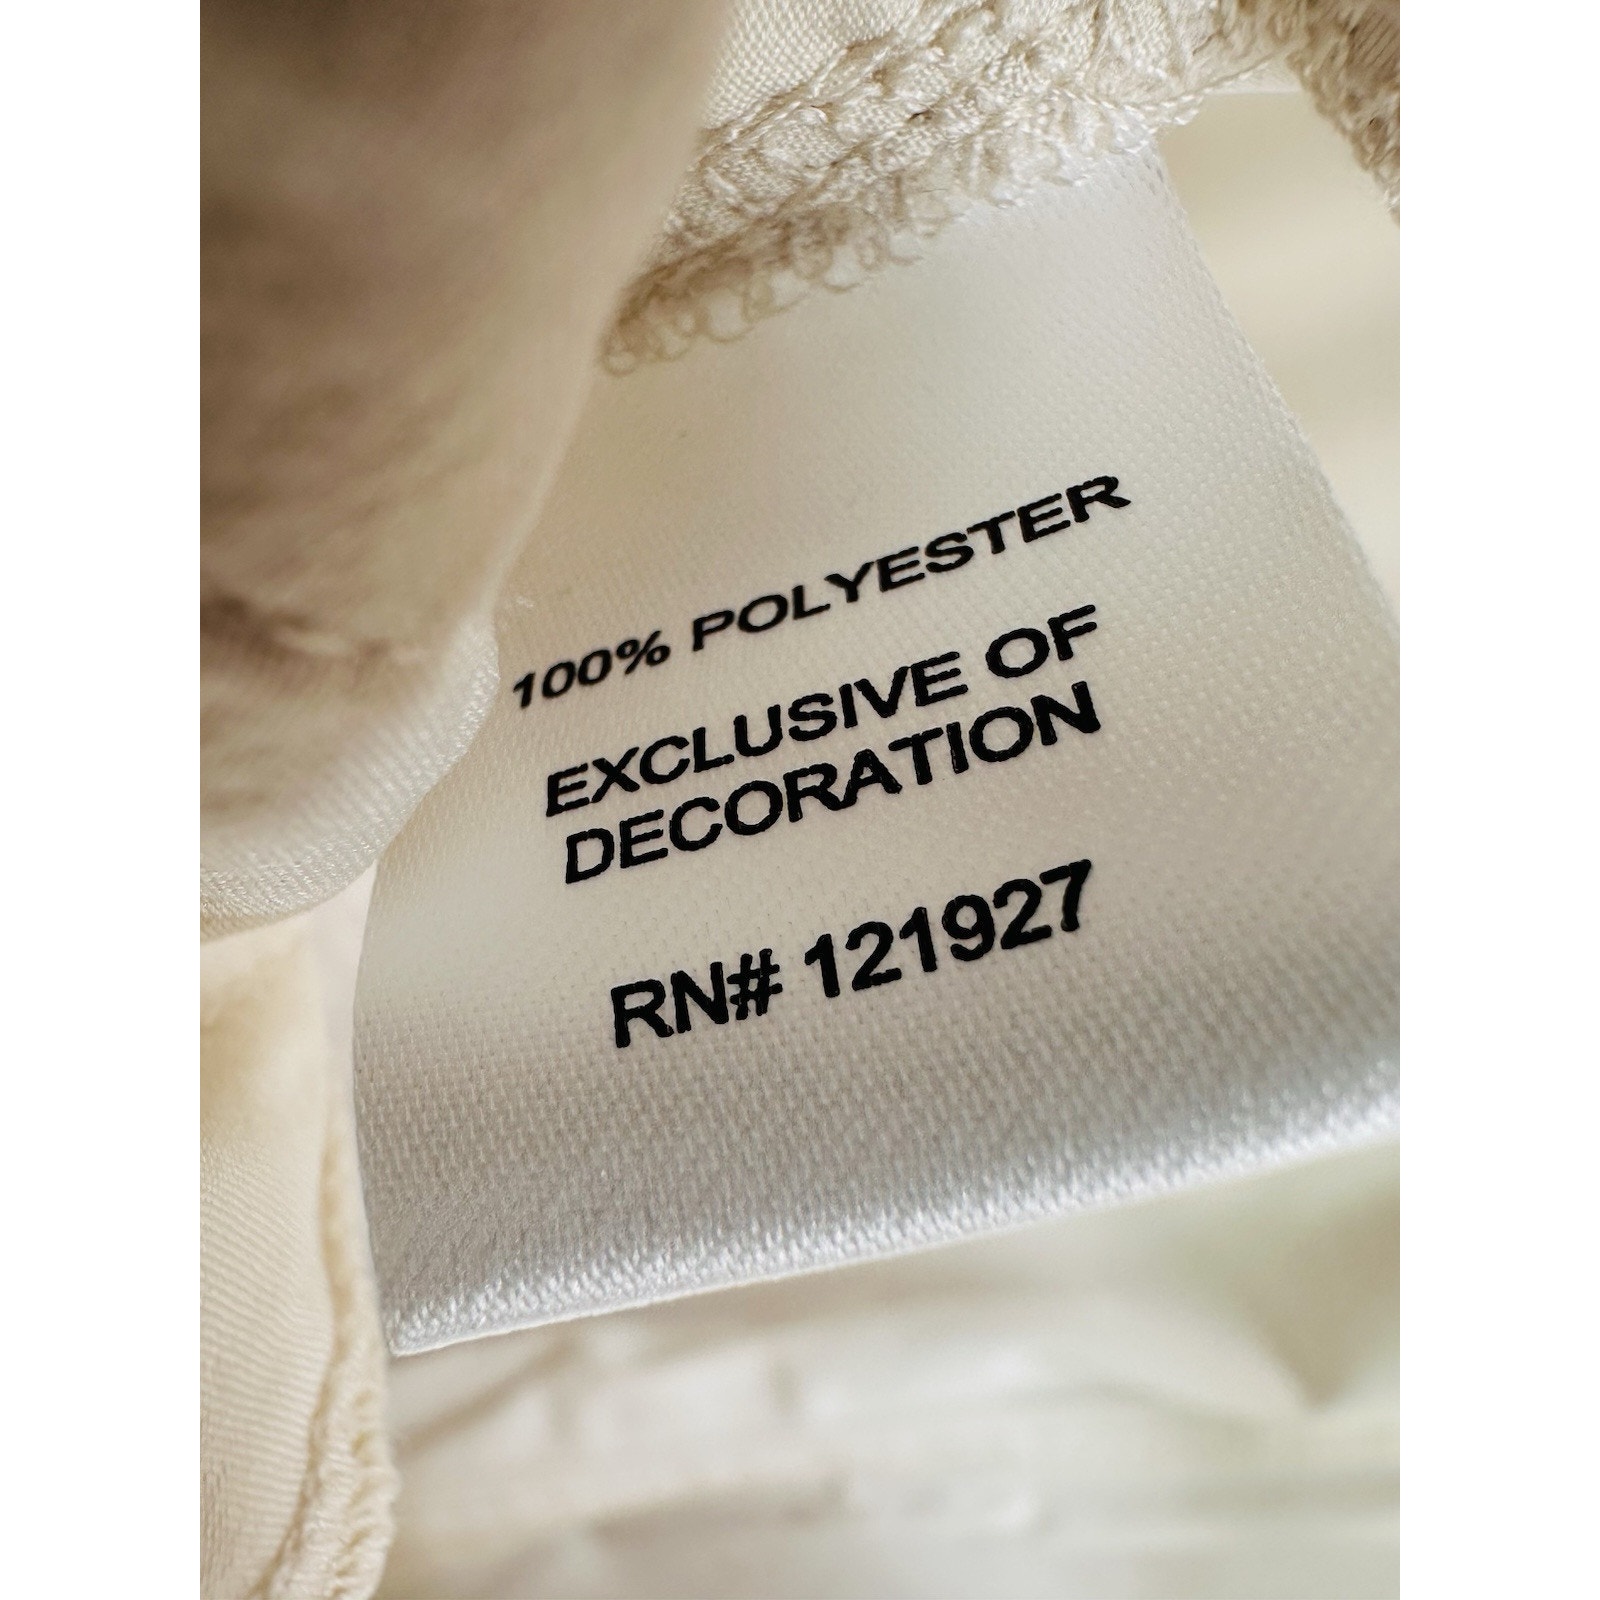 100% POLYESTER
EXCLUSIVE OF
DECORATION
RN# 121927